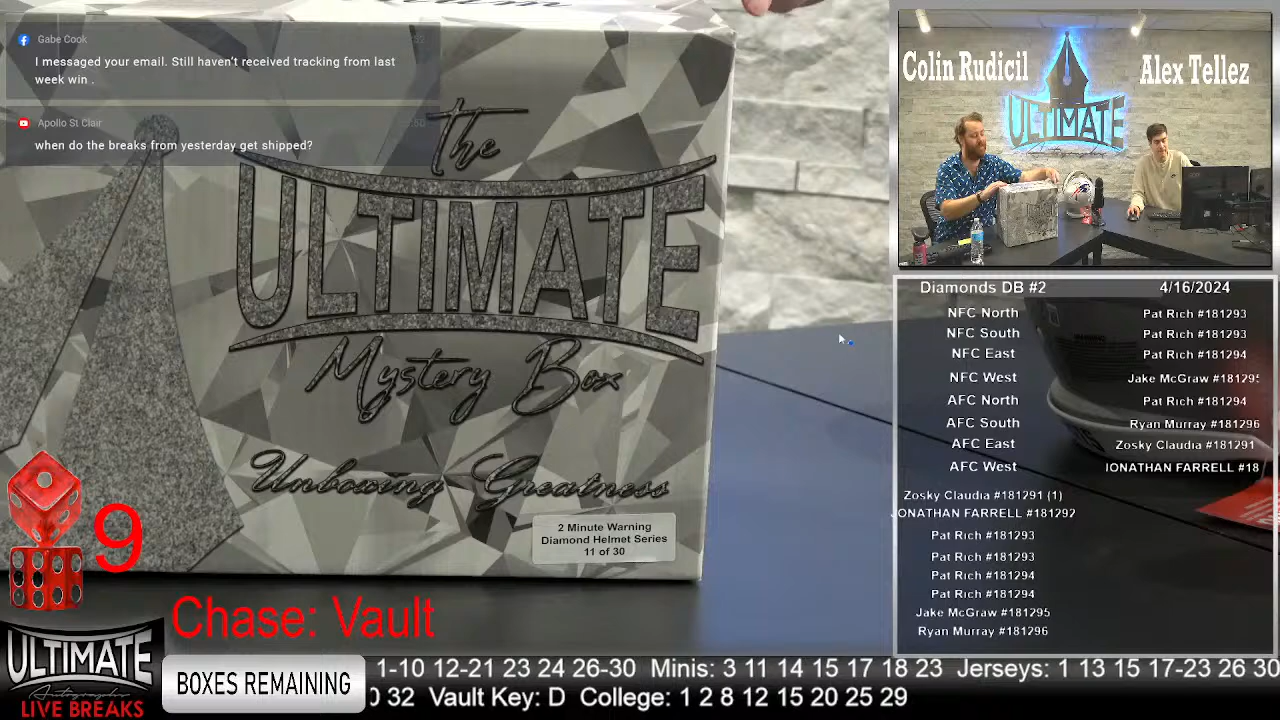 Gabe Cook
I messaged your email. Still haven't received tracking from last
week win .
Apollo St Clair
when do the breaks from yesterday get shipped?
The
ULTIMATE
Mystery Box
Unboxing Greatness
2 Minute Warning
Diamond Helmet Series
11 of 30
9
Chase: Vault
ULTIMATE
Autographs
LIVE BREAKS
BOXES REMAINING
1-10 12-21 23 24 26-30 Minis: 3 11 14 15 17 18 23 Jerseys: 1 13 15 17-23 26 30
32 Vault Key: D College: 1 2 8 12 15 20 25 29
Colin Rudicil
Alex Tellez
ULTIMATE
Diamonds DB #2 4/16/2024
NFC North Pat Rich #181293
NFC South Pat Rich #181293
NFC East Pat Rich #181294
NFC West Jake McGraw #181295
AFC North Pat Rich #181294
AFC South Ryan Murray #181296
AFC East Zosky Claudia #181291
AFC West JONATHAN FARRELL #18
Zosky Claudia #181291 (1)
JONATHAN FARRELL #181292
Pat Rich #181293
Pat Rich #181293
Pat Rich #181294
Pat Rich #181294
Jake McGraw #181295
Ryan Murray #181296